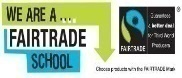 WE ARE A ...
FAIRTRADE
SCHOOL
FAIRTRADE
Guarantees
a better deal
for Third World
Producers
Choose products with the FAIRTRADE Mark